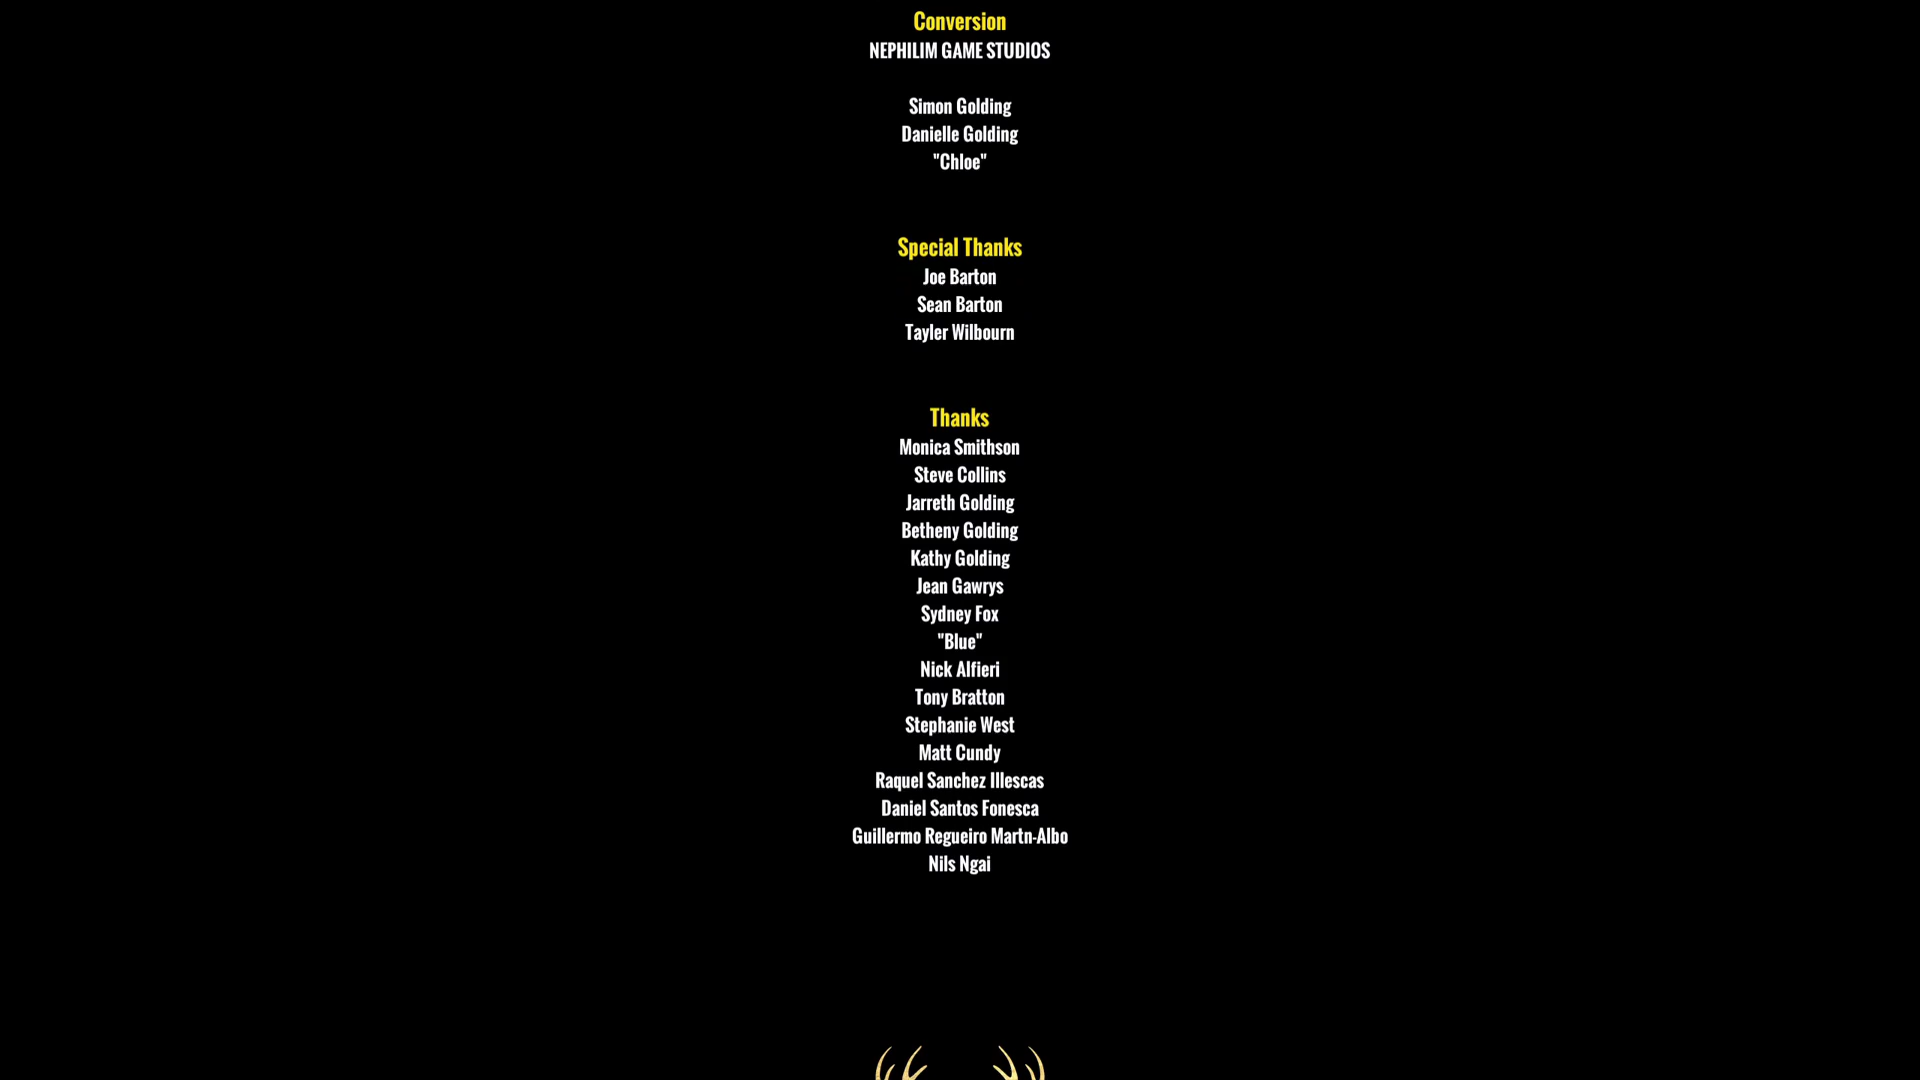 Conversion
NEPHILIM GAME STUDIOS
Simon Golding
Danielle Golding
"Chloe"
Special Thanks
Joe Barton
Sean Barton
Tayler Wilbourn
Thanks
Monica Smithson
Steve Collins
Jarreth Golding
Betheny Golding
Kathy Golding
Jean Gawrys
Sydney Fox
"Blue"
Nick Alfieri
Tony Bratton
Stephanie West
Matt Cundy
Raquel Sanchez Illescas
Daniel Santos Fonesca
Guillermo Regueiro Martn-Albo
Nils Ngai